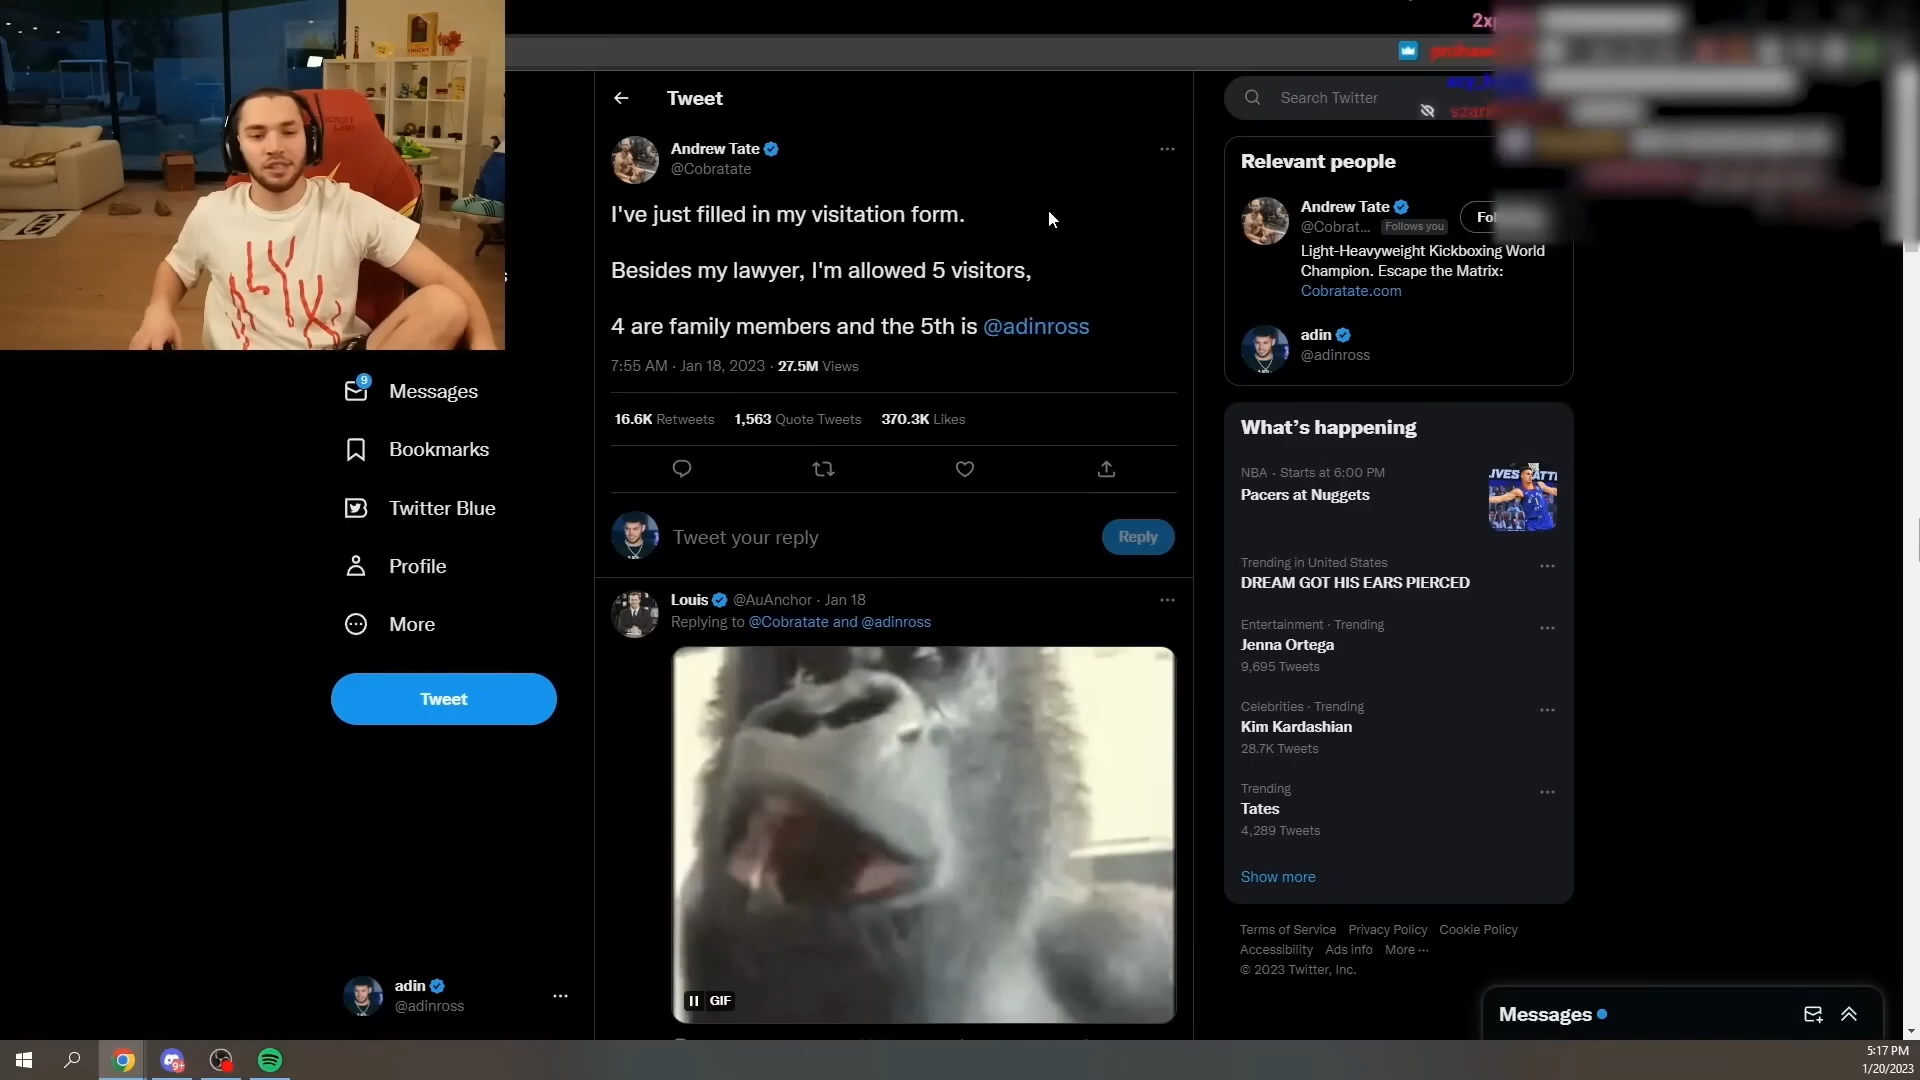 Tweet
Andrew Tate
@Cobratate
I've just filled in my visitation form.
Besides my lawyer, I'm allowed 5 visitors,
4 are family members and the 5th is @adinross
7:55 AM · Jan 18, 2023 · 27.5M Views
16.6K Retweets 1,563 Quote Tweets 370.3K Likes
Tweet your reply
Reply
Louis @AuAnchor · Jan 18
Replying to @Cobratate and @adinross
GIF
9
Messages
Bookmarks
Twitter Blue
Profile
More
Tweet
adin
@adinross
Search Twitter
Relevant people
Andrew Tate
@Cobrat... Follows you
Light-Heavyweight Kickboxing World
Champion. Escape the Matrix:
Cobratate.com
adin
@adinross
What's happening
NBA · Starts at 6:00 PM
Pacers at Nuggets
Trending in United States
DREAM GOT HIS EARS PIERCED
Entertainment · Trending
Jenna Ortega
9,695 Tweets
Celebrities · Trending
Kim Kardashian
28.7K Tweets
Trending
Tates
4,289 Tweets
Show more
Terms of Service Privacy Policy Cookie Policy
Accessibility Ads info More ···
© 2023 Twitter, Inc.
Messages
9+
5:17 PM
1/20/2023